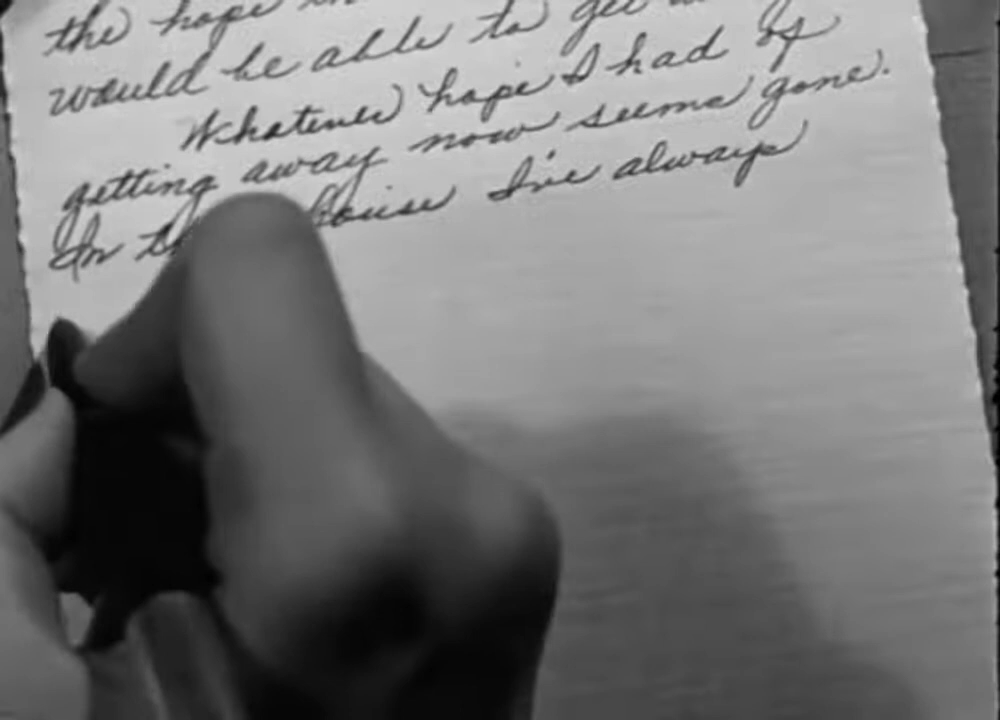 the hope
would be able to get
Whatever hope I had of
getting away now seems gone.
In house I've always